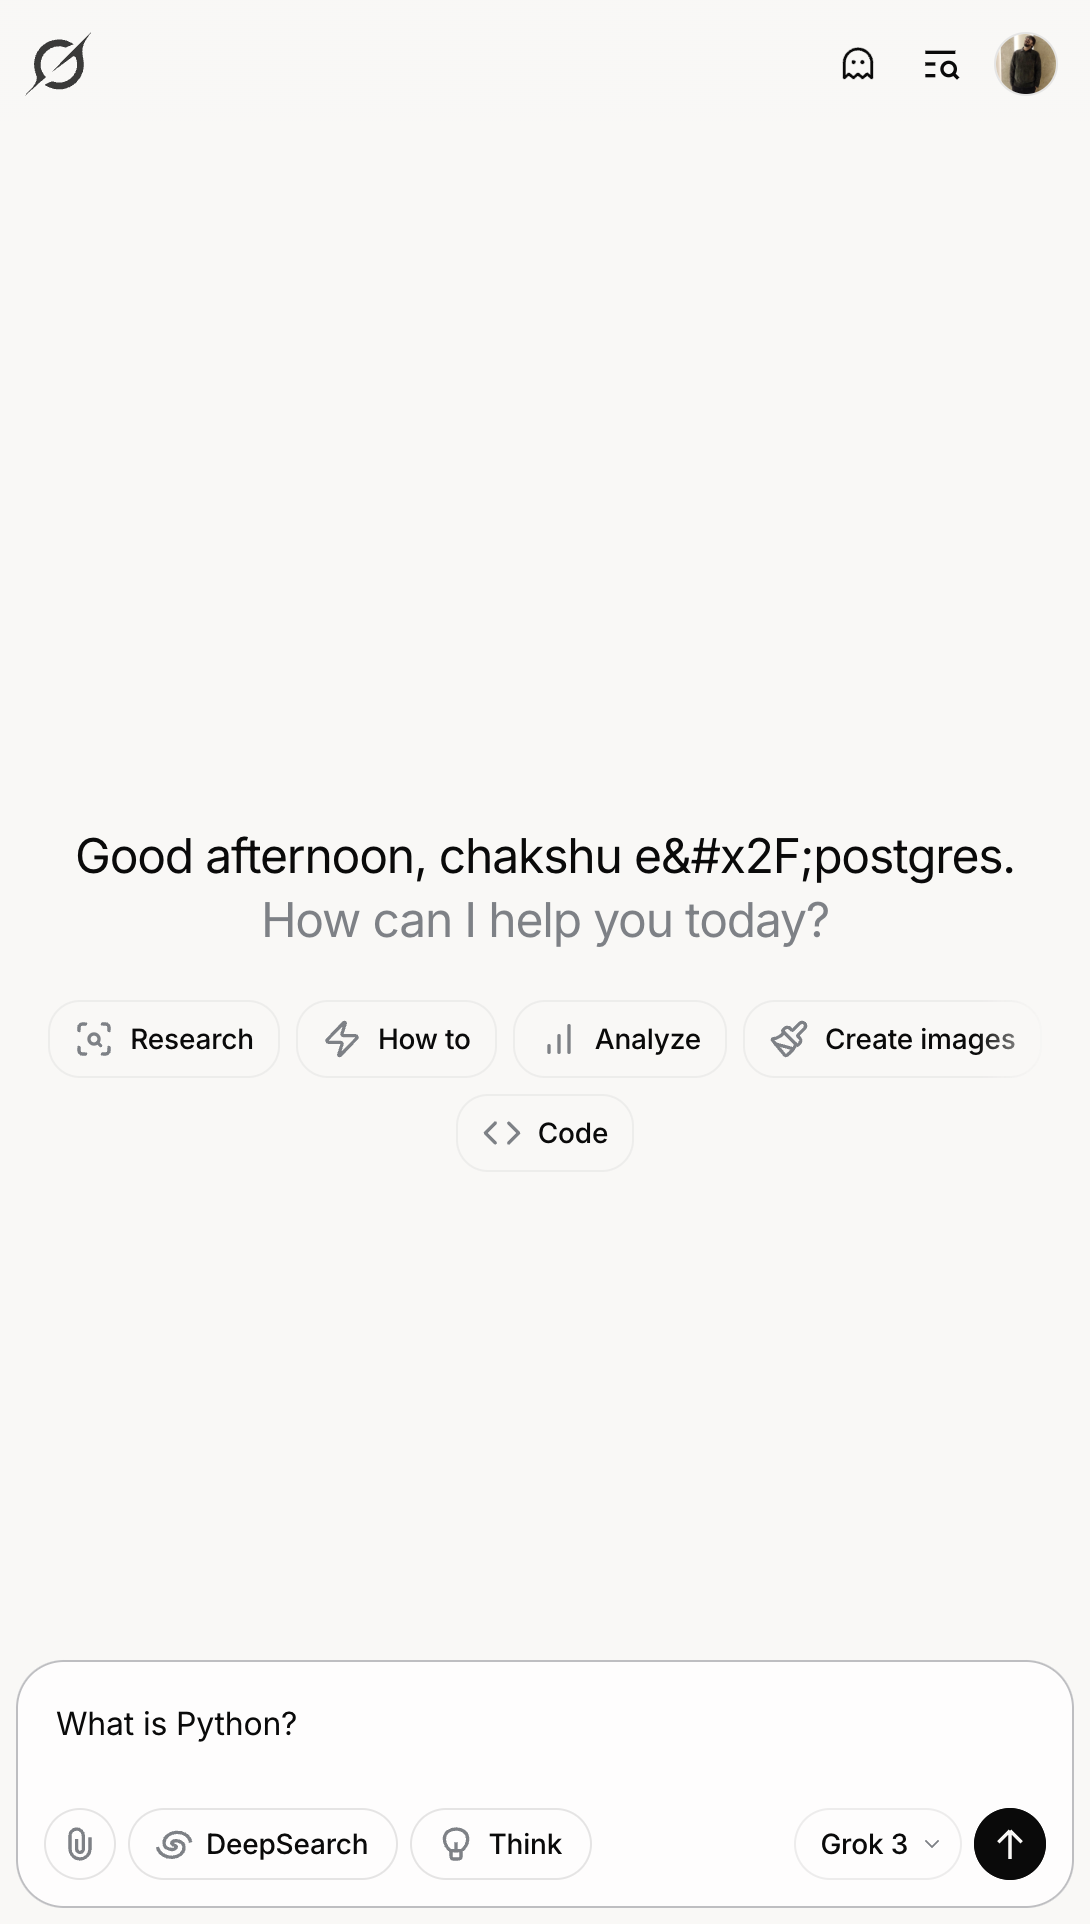 Good afternoon, chakshu e&#x2F;postgres.
How can I help you today?
Research How to Analyze Create images
Code
What is Python?
DeepSearch Think Grok 3